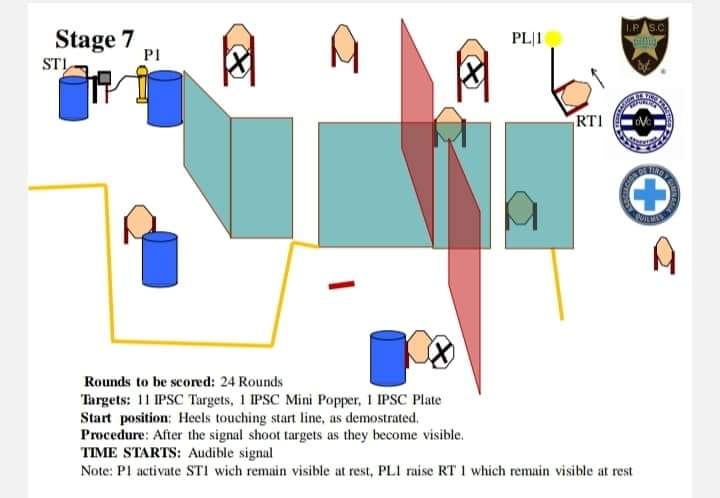 Stage 7
P1
ST1
PL|1
RT1
I.P.S.C.
Rounds to be scored: 24 Rounds
Targets: 11 IPSC Targets, 1 IPSC Mini Popper, 1 IPSC Plate
Start position: Heels touching start line, as demostrated.
Procedure: After the signal shoot targets as they become visible.
TIME STARTS: Audible signal
Note: P1 activate ST1 wich remain visible at rest, PL1 raise RT 1 which remain visible at rest